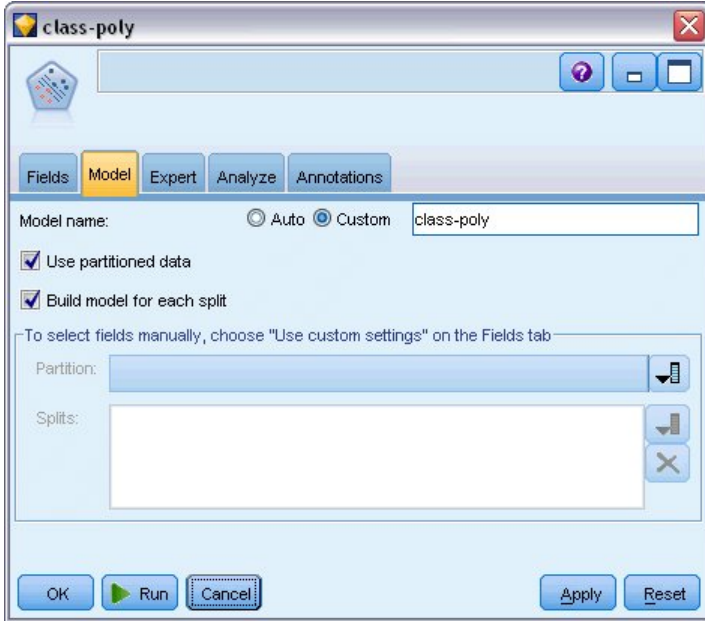 class-poly
Fields Model Expert Analyze Annotations
Model name: Auto Custom class-poly
Use partitioned data
Build model for each split
To select fields manually, choose "Use custom settings" on the Fields tab
Partition:
Splits:
OK Run Cancel Apply Reset